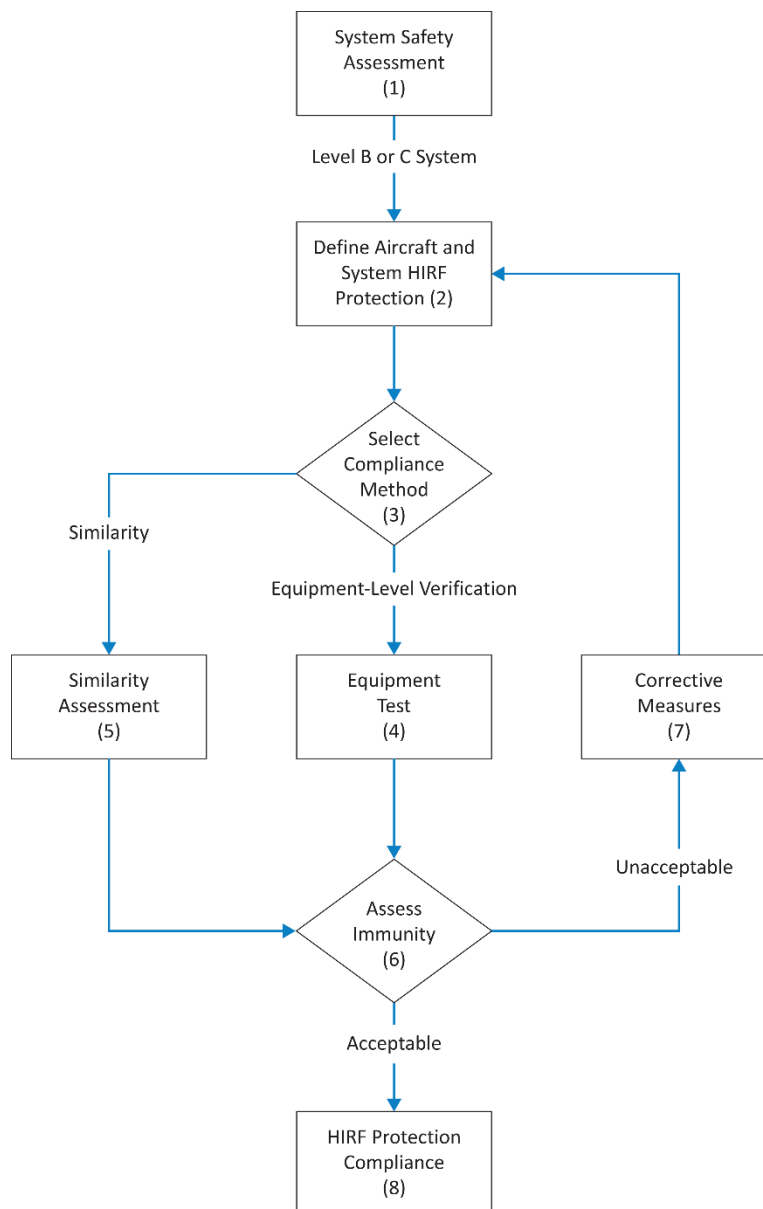 System Safety
Assessment
(1)
Level B or C System
Define Aircraft and
System HIRF
Protection (2)
Select
Compliance
Method
(3)
Similarity
Equipment-Level Verification
Similarity
Assessment
(5)
Equipment
Test
(4)
Corrective
Measures
(7)
Unacceptable
Assess
Immunity
(6)
Acceptable
HIRF Protection
Compliance
(8)